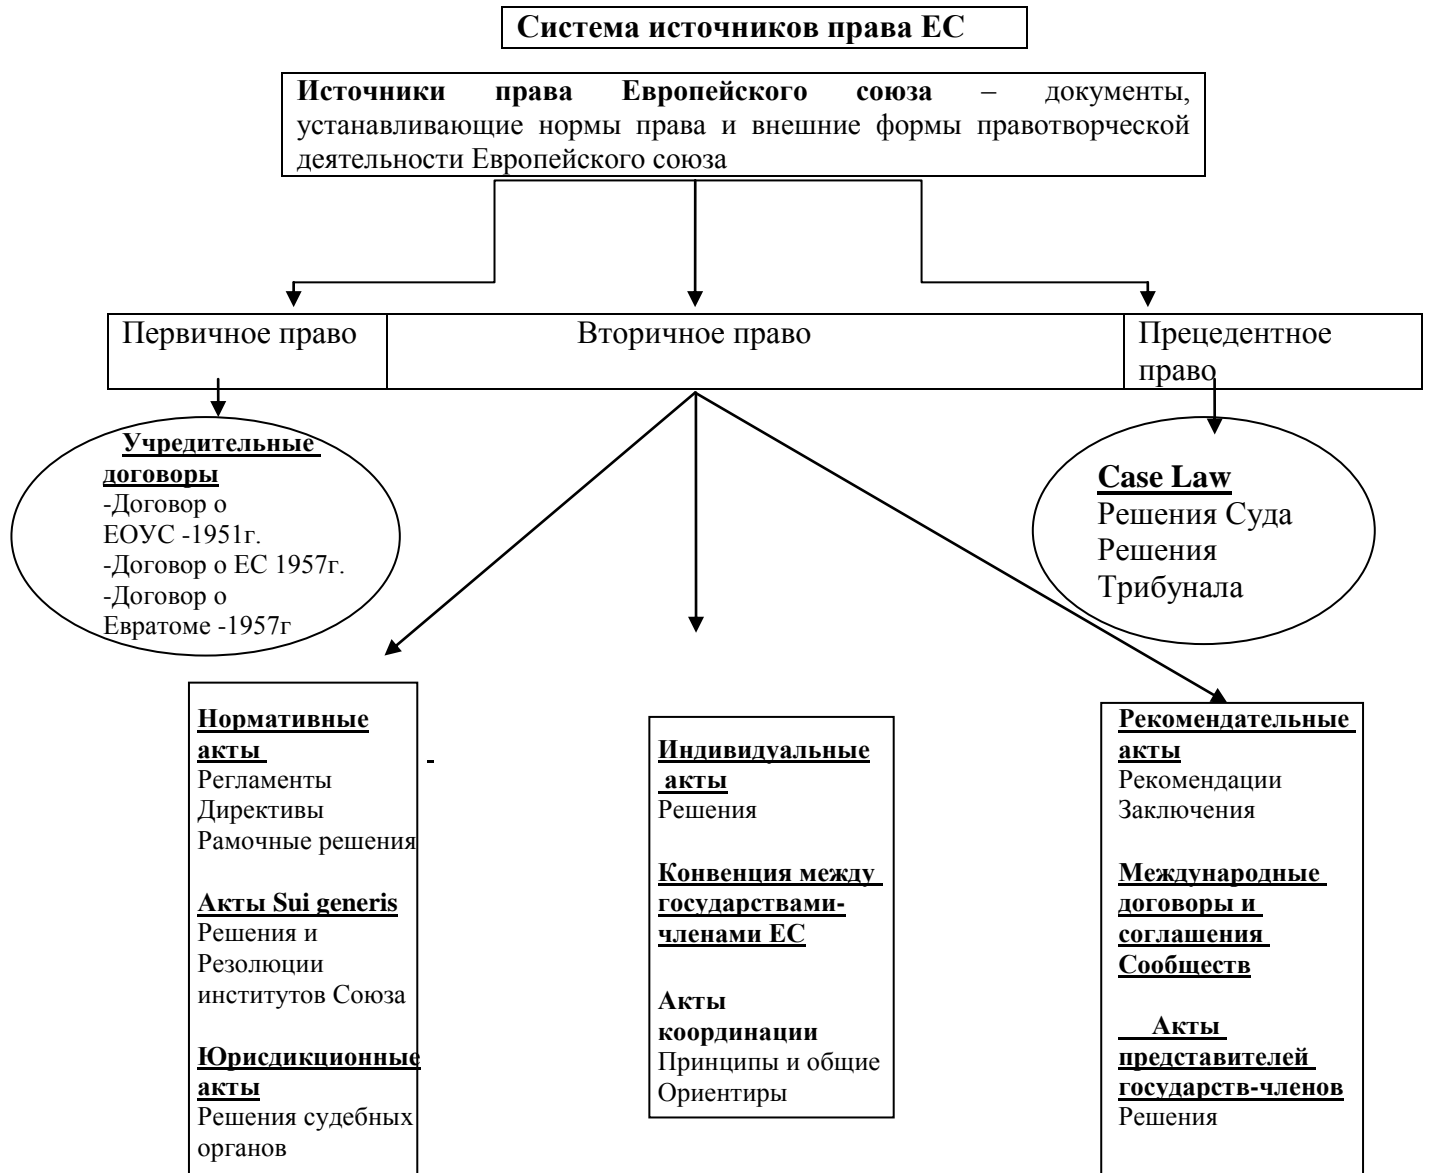 Система источников права ЕС
Источники права Европейского союза – документы,
устанавливающие нормы права и внешние формы правотворческой
деятельности Европейского союза
Первичное право
Вторичное право
Прецедентное
право
Учредительные
договоры
-Договор о
ЕОУС -1951г.
-Договор о ЕС 1957г.
-Договор о
Евратоме -1957г
Case Law
Решения Суда
Решения
Трибунала
Нормативные
акты
Регламенты
Директивы
Рамочные решения
Акты Sui generis
Решения и
Резолюции
институтов Союза
Юрисдикционные
акты
Решения судебных
органов
Индивидуальные
акты
Решения
Конвенция между
государствами-
членами ЕС
Акты
координации
Принципы и общие
Ориентиры
Рекомендательные
акты
Рекомендации
Заключения
Международные
договоры и
соглашения
Сообществ
Акты
представителей
государств-членов
Решения